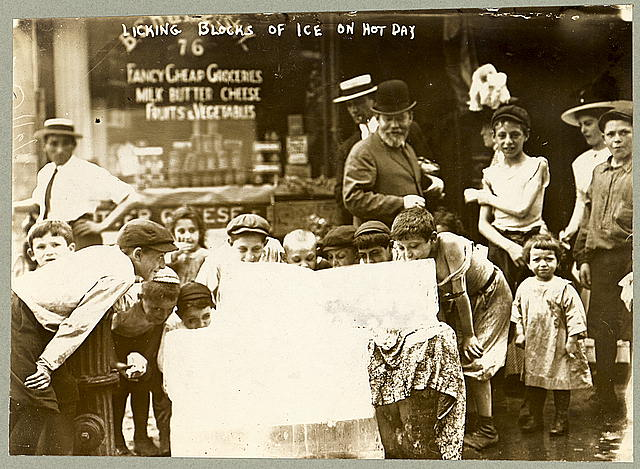 LICKING BLOCKS OF ICE ON HOT DAY
76
FANCY CHEAP GROCERIES
MILK BUTTER CHEESE
FRUITS & VEGETABLES